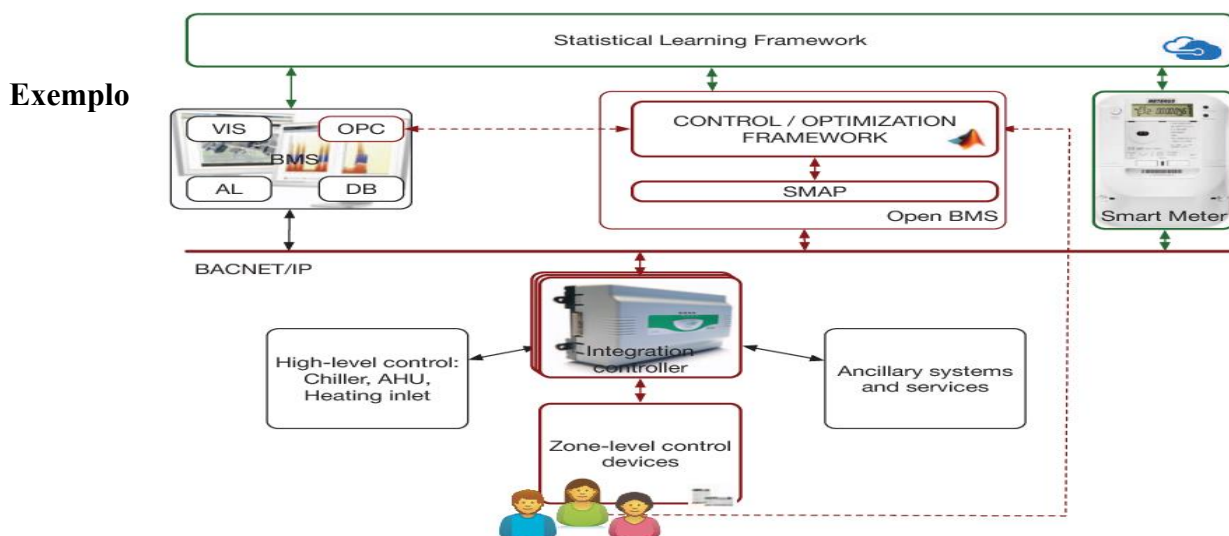 Statistical Learning Framework
Exemplo
VIS
OPC
BMS
AL
DB
CONTROL / OPTIMIZATION
FRAMEWORK
SMAP
Open BMS
Smart Meter
BACNET/IP
High-level control:
Chiller, AHU,
Heating inlet
Integration
controller
Ancillary systems
and services
Zone-level control
devices